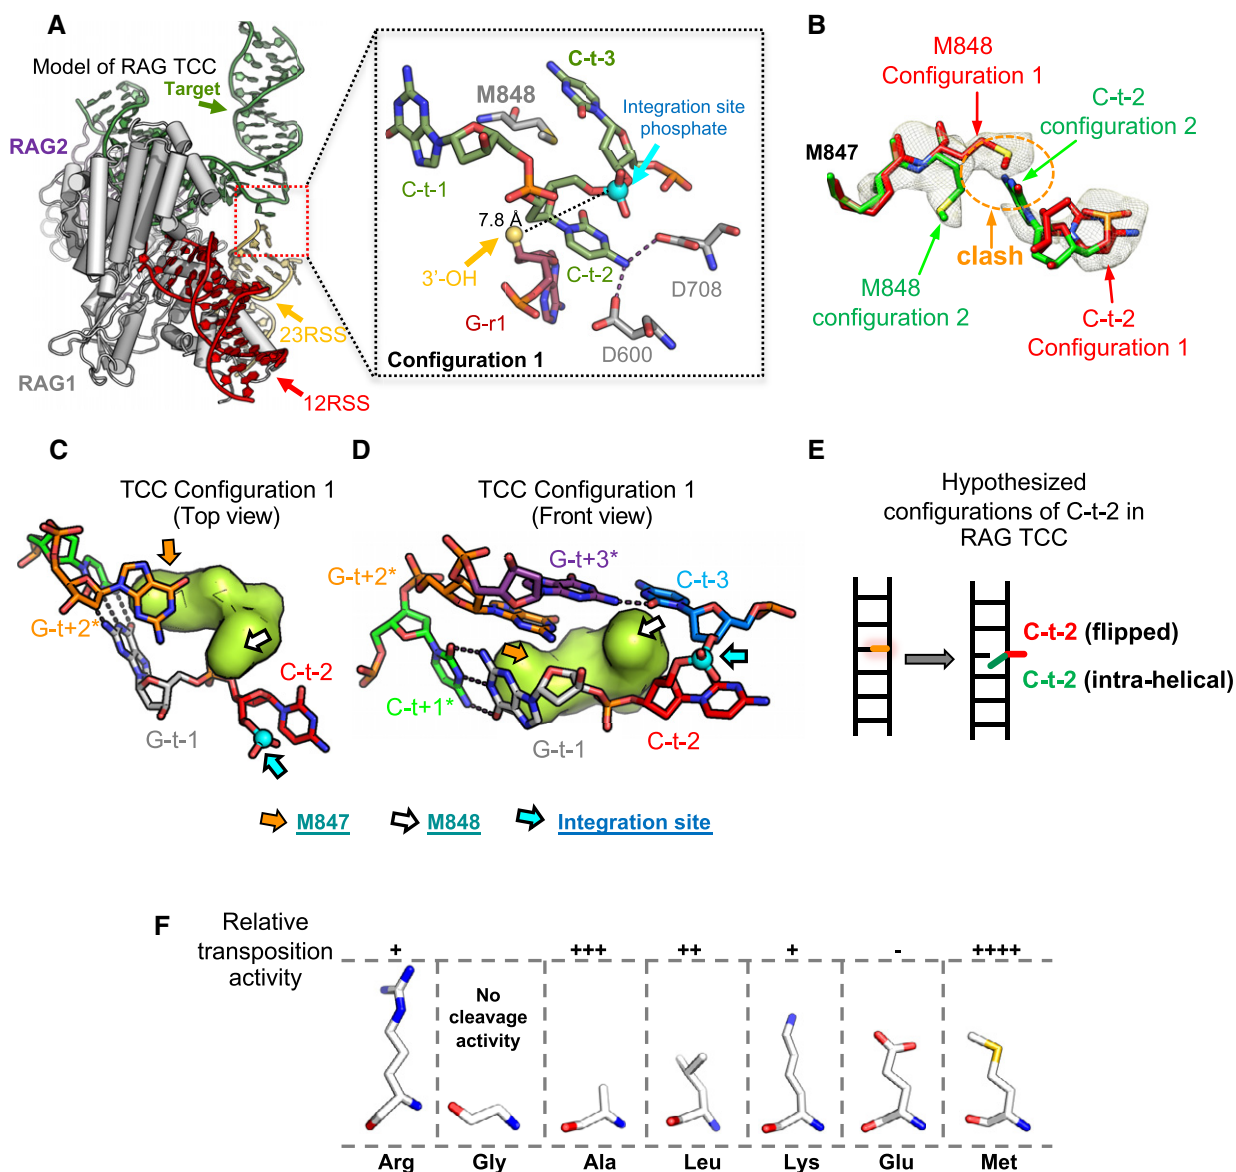 A
Model of RAG TCC
Target
RAG2
RAG1
23RSS
12RSS
C-t-3
M848
Integration site
phosphate
C-t-1
7.8 Å
3'-OH
C-t-2
D708
G-r1
D600
Configuration 1
B
M848
Configuration 1
C-t-2
configuration 2
M847
clash
M848
configuration 2
C-t-2
Configuration 1
C
TCC Configuration 1
(Top view)
G-t+2*
C-t-2
G-t-1
D
TCC Configuration 1
(Front view)
G-t+3*
G-t+2*
C-t-3
C-t+1*
G-t-1
C-t-2
M847
M848
Integration site
E
Hypothesized
configurations of C-t-2 in
RAG TCC
C-t-2 (flipped)
C-t-2 (intra-helical)
F
Relative
transposition
activity
+
+++
++
+
-
++++
No
cleavage
activity
Arg
Gly
Ala
Leu
Lys
Glu
Met